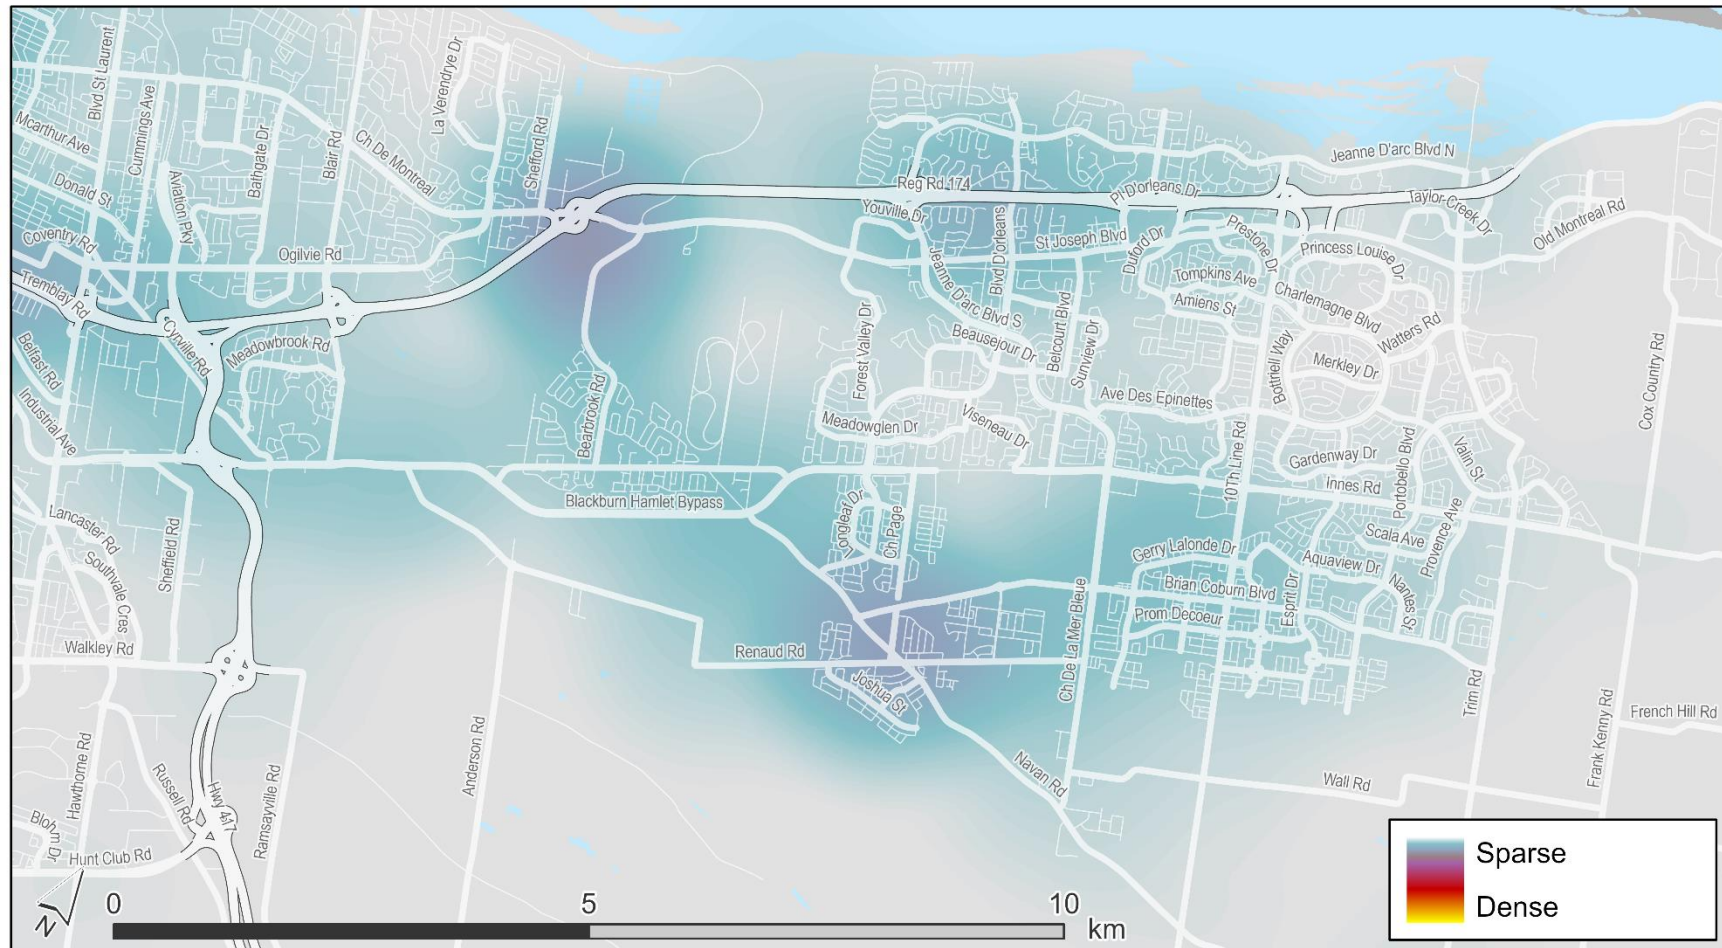 Blvd St Laurent
Mcarthur Ave
Cummings Ave
Donald St
Aviation Pky
Bathgate Dr
Blair Rd
La Verendrye Dr
Ch De Montreal
Shefford Rd
Coventry Rd
Ogilvie Rd
Tremblay Rd
Belfast Rd
Cyrville Rd
Meadowbrook Rd
Industrial Ave
Bearbrook Rd
Reg Rd 174
Youville Dr
Jeanne D'arc Blvd S
Blvd D'orleans
St Joseph Blvd
Pl D'orleans Dr
Duford Dr
Jeanne D'arc Blvd N
Taylor Creek Dr
Old Montreal Rd
Prestone Dr
Princess Louise Dr
Tompkins Ave
Amiens St
Charlemagne Blvd
Watters Rd
Merkley Dr
Bottriell Way
Forest Valley Dr
Beausejour Dr
Belcourt Blvd
Sunview Dr
Ave Des Epinettes
Meadowglen Dr
Viseneau Dr
10Th Line Rd
Gardenway Dr
Portobello Blvd
Valin St
Innes Rd
Cox Country Rd
Blackburn Hamlet Bypass
Longleaf Dr
Ch Page
Scala Ave
Provence Ave
Gerry Lalonde Dr
Aquaview Dr
Brian Coburn Blvd
Esprit Dr
Nantes St
Prom Decoeur
Lancaster Rd
Southvale Cres
Sheffield Rd
Walkley Rd
Renaud Rd
Joshua St
Ch De La Mer Bleue
Trim Rd
Frank Kenny Rd
French Hill Rd
Anderson Rd
Navan Rd
Wall Rd
Hawthorne Rd
Russell Rd
Hwy 417
Ramsayville Rd
Blohm Dr
Hunt Club Rd
N
0 5 10
km
Sparse
Dense